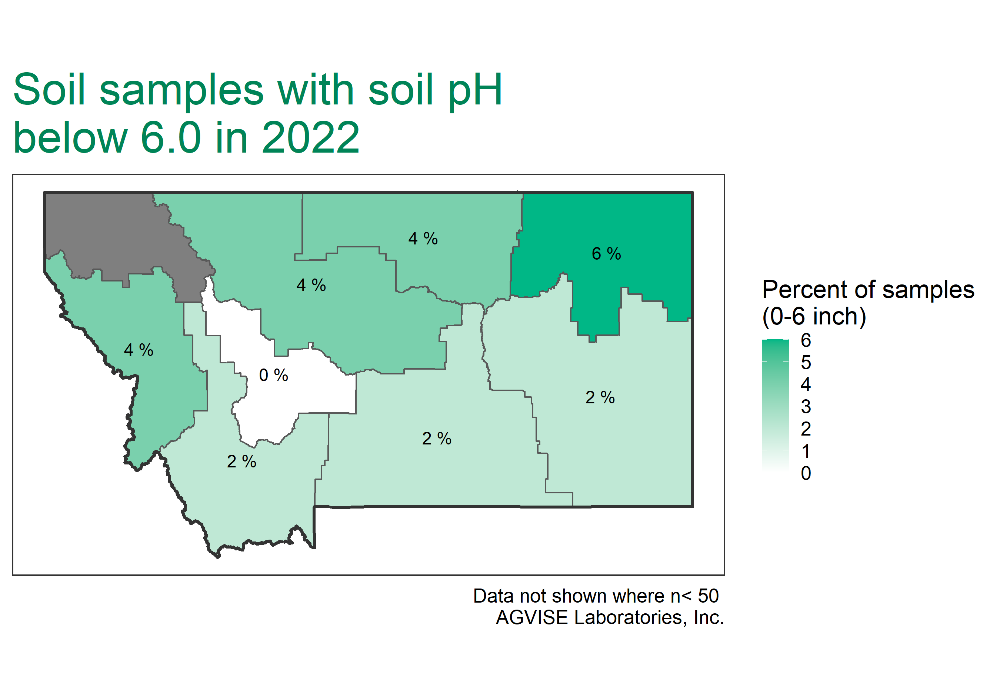 Soil samples with soil pH
below 6.0 in 2022
4 %
6 %
4 %
4 %
0 %
2 %
2 %
2 %
Percent of samples
(0-6 inch)
6
5
4
3
2
1
0
Data not shown where n< 50
AGVISE Laboratories, Inc.